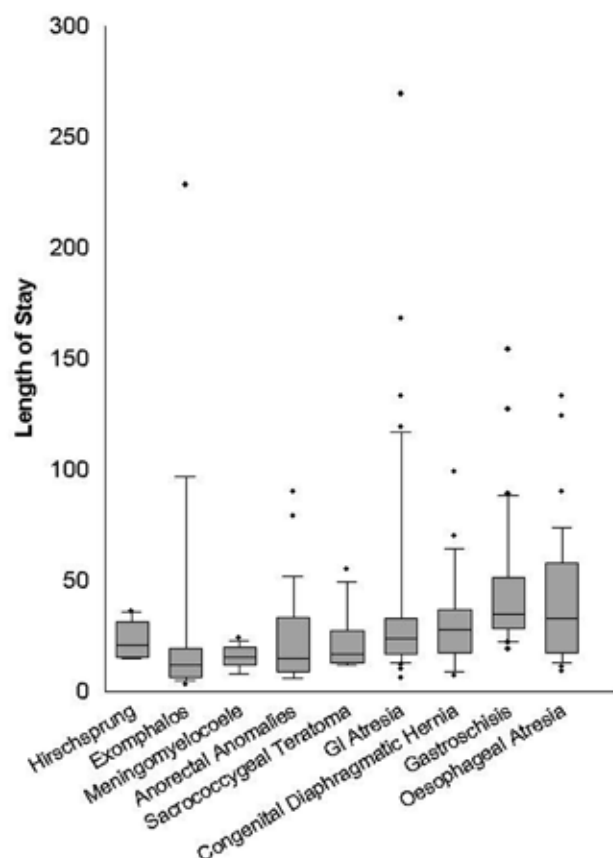 300
250
200
150
100
50
0
Length of Stay
Hirschsprung
Exomphalos
Meningomyelocoele
Anorectal Anomalies
Sacrococcygeal Teratoma
GI Atresia
Congenital Diaphragmatic Hernia
Gastroschisis
Oesophageal Atresia